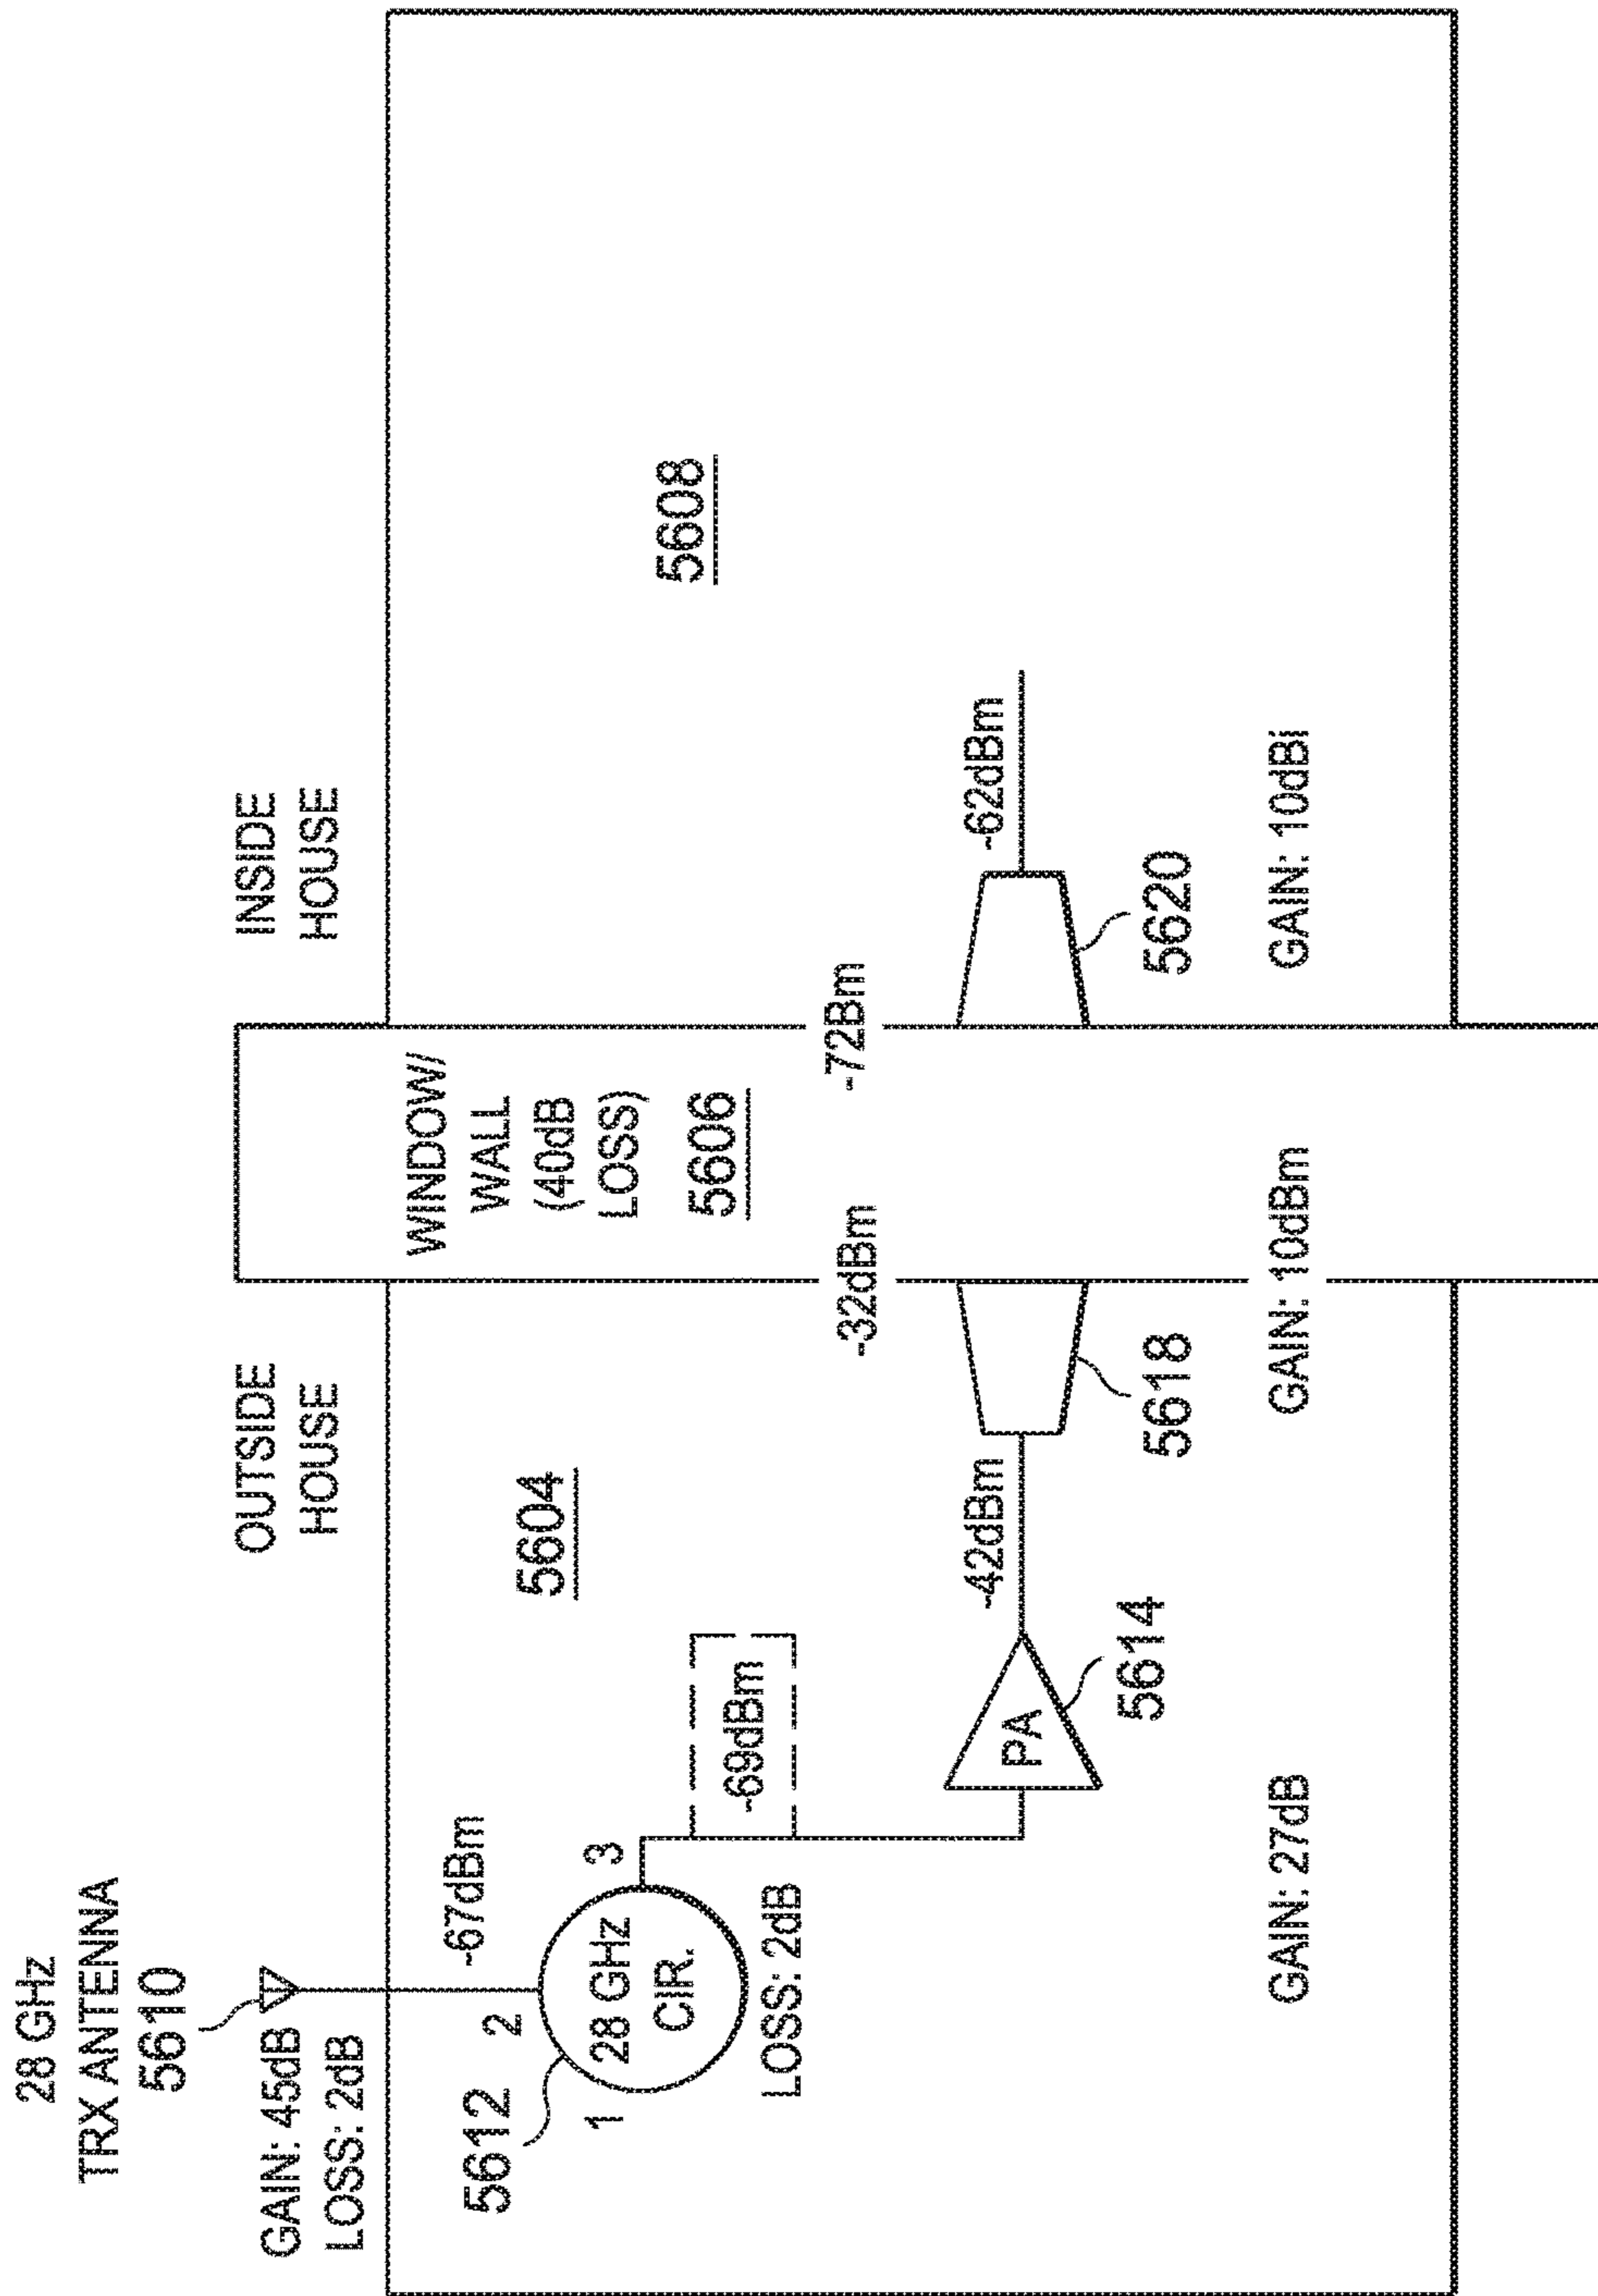 28 GHz
TRX ANTENNA
5610
GAIN: 45dB
LOSS: 2dB
OUTSIDE
HOUSE
INSIDE
HOUSE
WINDOW/
WALL
(40dB
LOSS)
5606
5604
5608
-67dBm
5612
1
2
3
28 GHz
CIR.
LOSS: 2dB
-69dBm
PA
5614
-42dBm
5618
-32dBm
-72Bm
-62dBm
5620
GAIN: 27dB
GAIN: 10dBm
GAIN: 10dBi